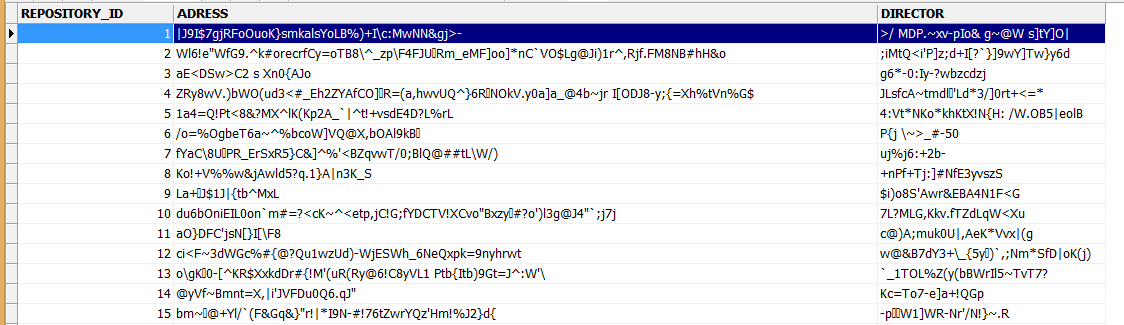 REPOSITORY_ID ADRESS DIRECTOR
1 |J9I$7gjRFoOuoK}smkalsYoLB%)+I\c:MwNN&gj>- >/ MDP.~xv-pIo& g~@W s]tY]O|
2 Wl6!e"WfG9.^k#orecrfCy=oTB8\^_zp\F4FJU▯Rm_eMF]oo]*nC`VO$Lg@Ji)1r^,Rjf.FM8NB#hH&o ;iMtQ<i'P]z;d+I[?`}]9wY]Tw}y6d
3 aE<DSw>C2 s Xn0{AJo g6*-0:Iy-?wbzcdzj
4 ZRy8wV.)bWO(ud3<#_Eh2ZYAfCO]▯R=(a,hwvUQ^}6R▯NOkV.y0a]a_@4b~jr I[ODJ8-y;{=Xh%tVn%G$ JLsfcA~tmdl▯'Ld*3/]0rt+<=*
5 1a4=Q!Pt<8&?MX^lK(Kp2A_`|^t!+vsdE4D?L%rL 4:Vt*NKo*khKtX!N{H: /W.OB5|eolB
6 /o=%OgbeT6a~^%bcoW]VQ@X,bOAl9kB▯ P{j \~>_#-50
7 fYaC\8U▯PR_ErSxR5}C&]^%'<BZqvwT/0;BlQ@##tL\W/) uj%j6:+2b-
8 Ko!+V%%w&jAwld5?q.1}A|n3K_S +nPf+Tj:]#NfE3yvszS
9 La+▯J$1J|{tb^MxL $i)o8S'Awr&EBA4N1F<G
10 du6bOniEIL0on`m#=?<cK~^<etp,jC!G;fYDCTV!XCvo"Bxzy▯#?o')l3g@J4"`;j7j 7L?MLG,Kkv.fTZdLqW<Xu
11 aO}DFC'jsN[}I[\F8 c@)A;muk0U|,AeK*Vvx|(g
12 ci<F~3dWGc%#{@?Qu1wzUd)-WjESWh_6NeQxpk=9nyhrwt w@&B7dY3+\_{5y▯)`,;Nm*SfD|oK(j)
13 o\gK▯0-[^KR$XxkdDr#{!M'(uR(Ry@6!C8yVL1 Ptb{Itb)9Gt=J^:W'\ `_1TOL%Z(y(bBWrIl5~TvT7?
14 @yVf~Bmnt=X,|i'JVFDu0Q6.qJ" Kc=To7-e]a+!QGp
15 bm~▯@+Yl/`(F&Gq&}"r!|*I9N-#!76tZwrYQz'Hm!%J2}d{ -p▯▯W1]WR-Nr'/N!}~.R